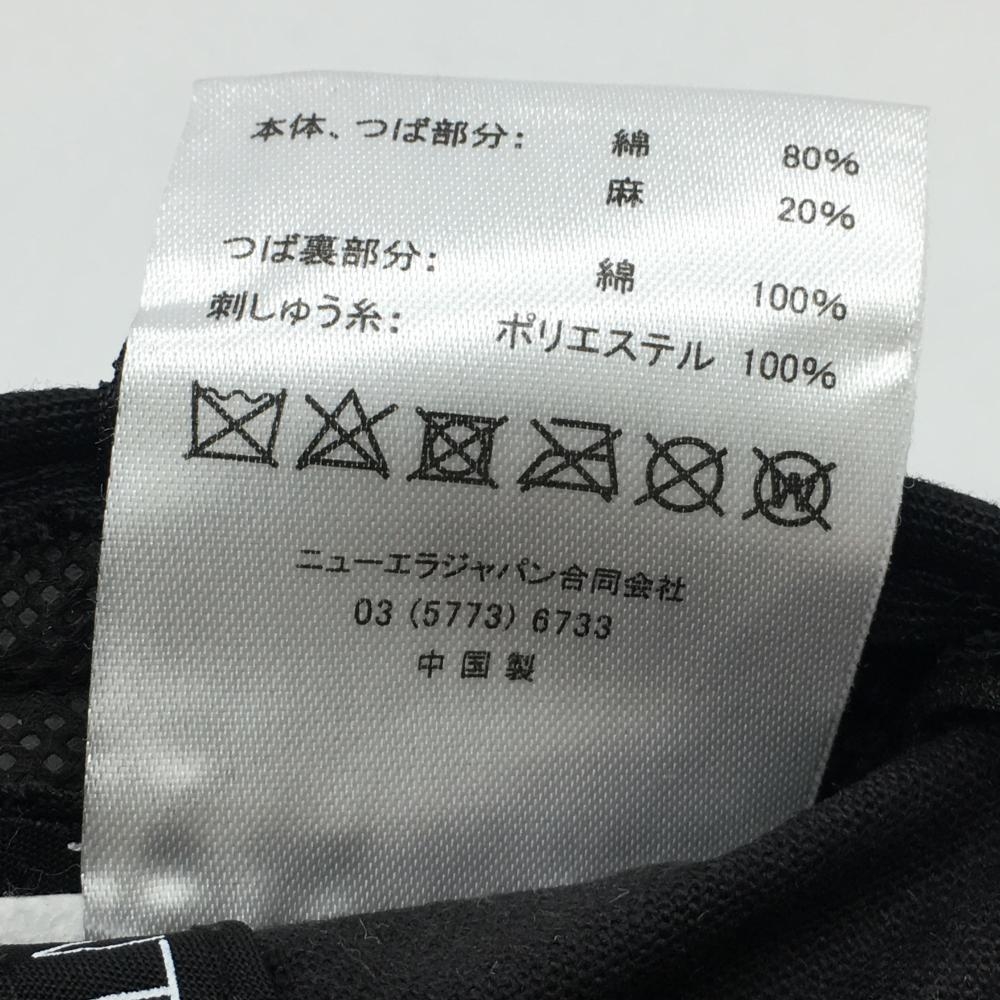 本体、つば部分: 綿 80%
麻 20%
つば裏部分: 綿 100%
刺しゅう糸: ポリエステル 100%
W
ニューエラジャパン合同会社
03 (5773) 6733
中国製